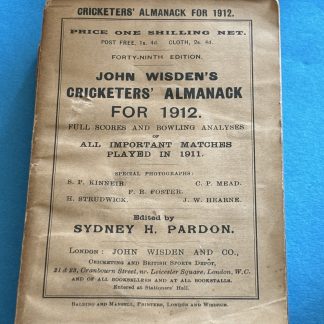 CRICKETERS' ALMANACK FOR 1912.
PRICE ONE SHILLING NET.
POST FREE, 1s. 4d. CLOTH, 2s. 4d.
FORTY-NINTH EDITION.
JOHN WISDEN'S
CRICKETERS' ALMANACK
FOR 1912.
FULL SCORES AND BOWLING ANALYSES
OF
ALL IMPORTANT MATCHES
PLAYED IN 1911.
SPECIAL PHOTOGRAPHS:
S. P. KINNEIR. C. P. MEAD.
F. R. FOSTER.
H. STRUDWICK. J. W. HEARNE.
Edited by
SYDNEY H. PARDON.
LONDON: JOHN WISDEN AND CO.,
CRICKETING AND BRITISH SPORTS DEPÔT,
21 & 23, Cranbourn Street, nr. Leicester Square, London, W.C.
AND OF ALL BOOKSELLERS AND AT ALL BOOKSTALLS.
Entered at Stationers' Hall.
BALDING AND MANSELL, PRINTERS, LONDON AND WISBECH.